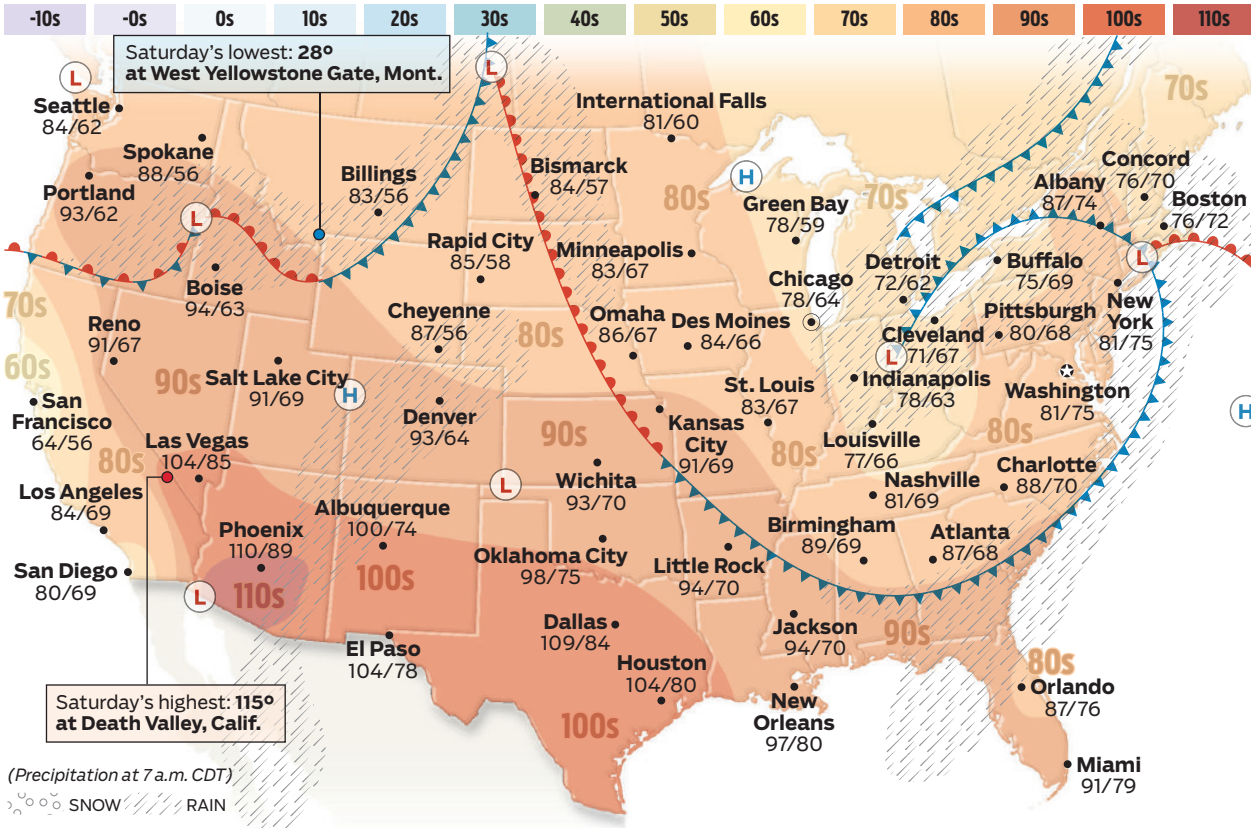 -10s -0s 0s 10s 20s 30s 40s 50s 60s 70s 80s 90s 100s 110s
Saturday's lowest: 28°
at West Yellowstone Gate, Mont.
L
L
Seattle
84/62
Spokane
88/56
Portland
93/62
Billings
83/56
International Falls
81/60
Bismarck
84/57
80s
H
Green Bay
78/59
70s
70s
Concord
76/70
Albany
87/74
Boston
76/72
L
Rapid City
85/58
Minneapolis
83/67
Chicago
78/64
Detroit
72/62
Buffalo
75/69
L
Boise
94/63
70s
Reno
91/67
Cheyenne
87/56
80s
Omaha
86/67
Des Moines
84/66
Cleveland
71/67
Pittsburgh
80/68
New
York
81/75
60s
90s
Salt Lake City
91/69
H
L
Indianapolis
78/63
Washington
81/75
H
San
Francisco
64/56
Denver
93/64
St. Louis
83/67
Kansas
City
91/69
90s
80s
Louisville
77/66
80s
Las Vegas
104/85
80s
Wichita
93/70
L
Nashville
81/69
Charlotte
88/70
Los Angeles
84/69
Albuquerque
100/74
Phoenix
110/89
Oklahoma City
98/75
Little Rock
94/70
Birmingham
89/69
Atlanta
87/68
San Diego
80/69
L
110s
100s
Dallas
109/84
Jackson
94/70
90s
El Paso
104/78
Houston
104/80
80s
Orlando
87/76
New
Orleans
97/80
100s
Miami
91/79
Saturday's highest: 115°
at Death Valley, Calif.
(Precipitation at 7 a.m. CDT)
SNOW RAIN